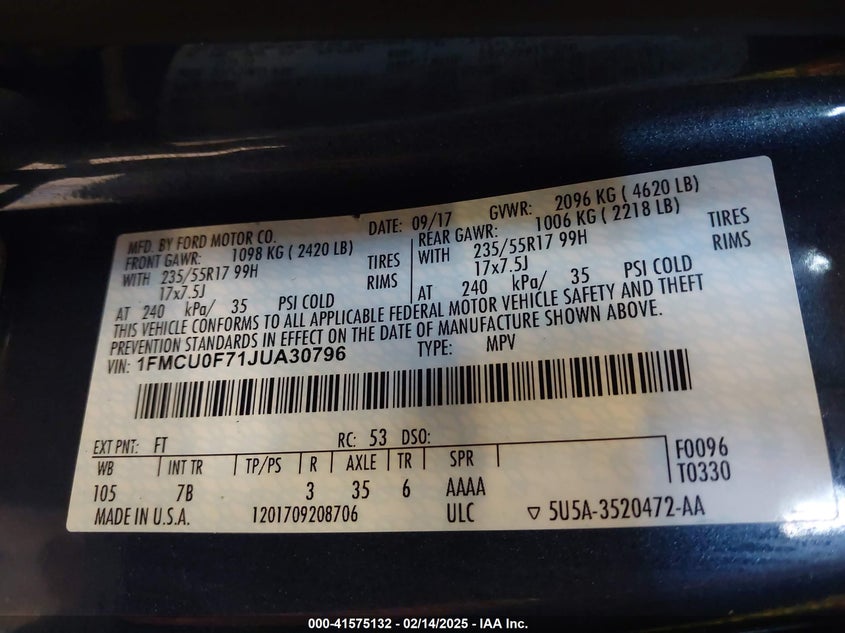 MFD. BY FORD MOTOR CO.
DATE: 09/17 GVWR: 2096 KG ( 4620 LB)
FRONT GAWR: 1098 KG ( 2420 LB)
REAR GAWR: 1006 KG ( 2218 LB)
WITH 235/55R17 99H TIRES
WITH 235/55R17 99H TIRES
17x7.5J RIMS
17x7.5J RIMS
AT 240 kPa/ 35 PSI COLD
AT 240 kPa/ 35 PSI COLD
THIS VEHICLE CONFORMS TO ALL APPLICABLE FEDERAL MOTOR VEHICLE SAFETY AND THEFT
PREVENTION STANDARDS IN EFFECT ON THE DATE OF MANUFACTURE SHOWN ABOVE.
VIN: 1FMCU0F71JUA30796 TYPE: MPV
EXT PNT: FT RC: 53 DSO:
WB INT TR TP/PS R AXLE TR SPR F0096
105 7B 3 35 6 AAAA T0330
MADE IN U.S.A. 1201709208706 ULC ▽ 5U5A-3520472-AA
000-41575132 - 02/14/2025 - IAA Inc.